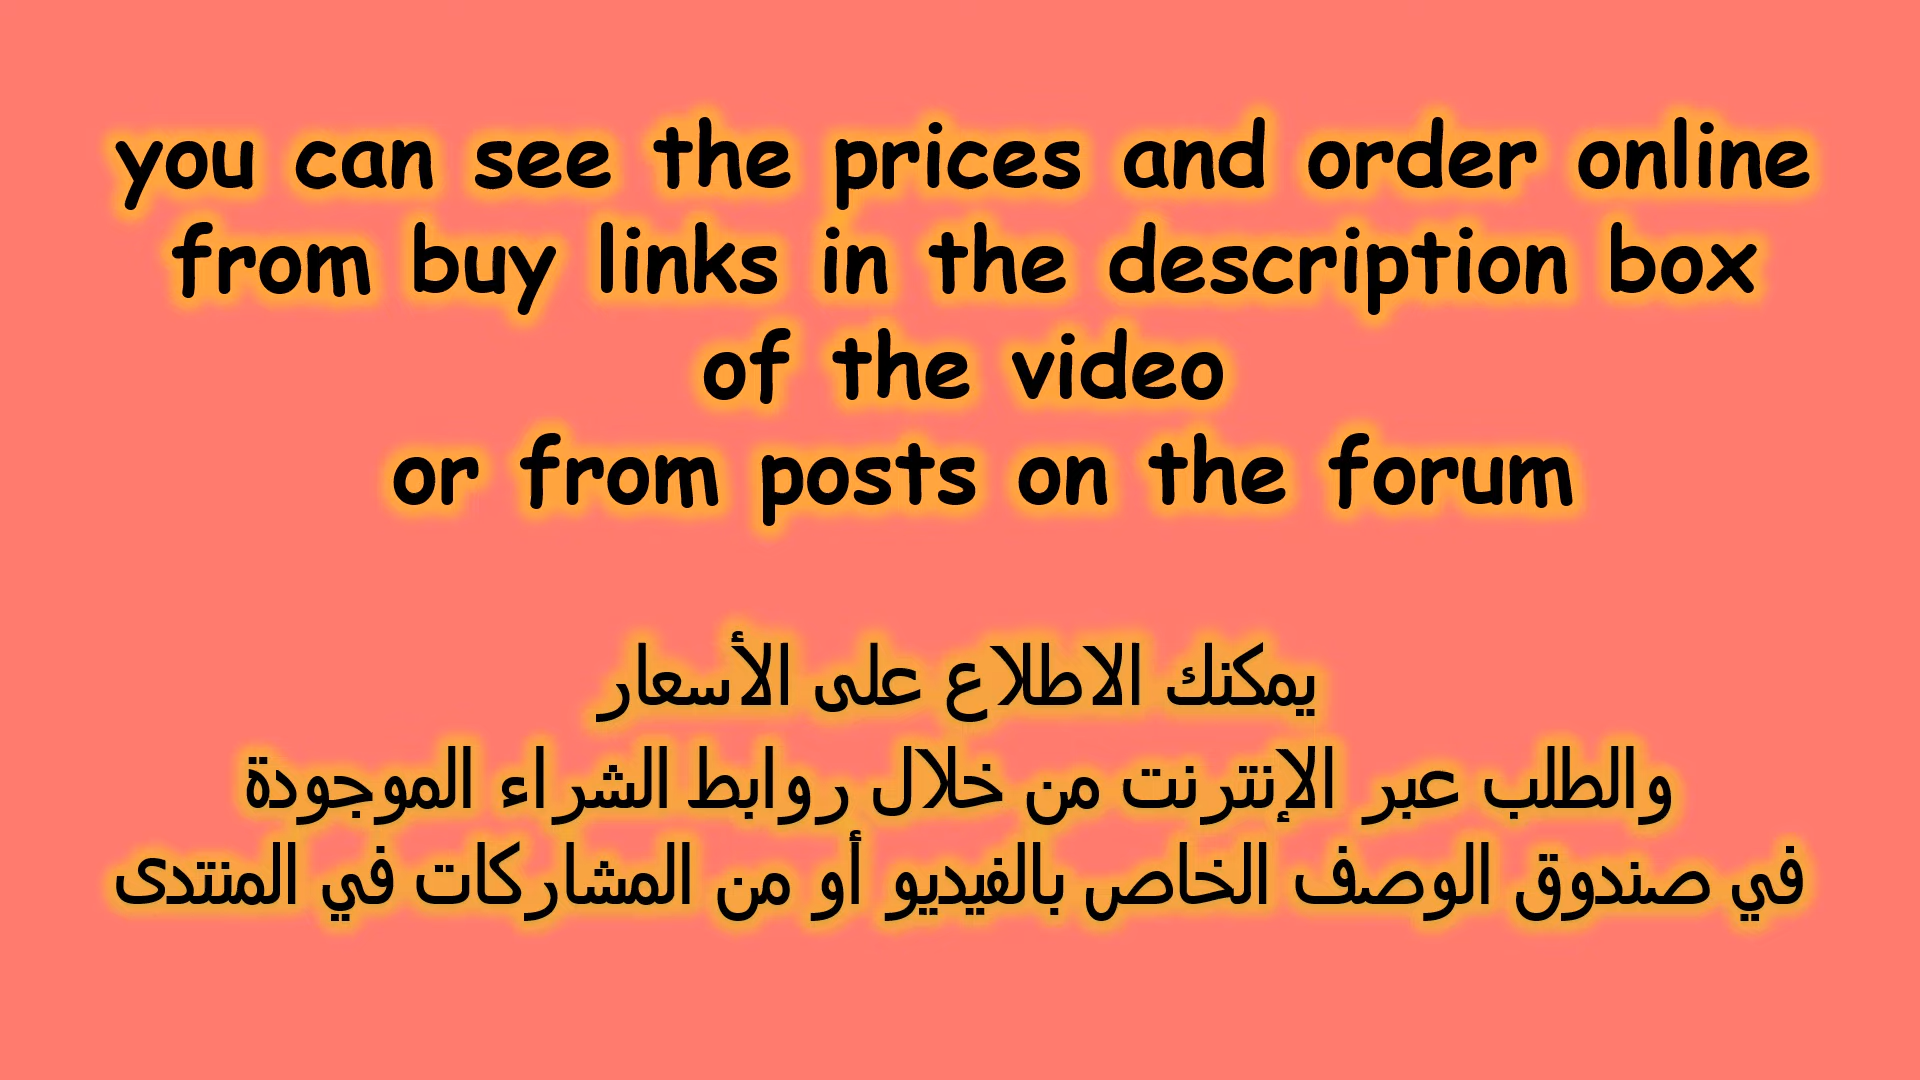 you can see the prices and order online
from buy links in the description box
of the video
or from posts on the forum
يمكنك الاطلاع على الأسعار
والطلب عبر الإنترنت من خلال روابط الشراء الموجودة
في صندوق الوصف الخاص بالفيديو أو من المشاركات في المنتدى